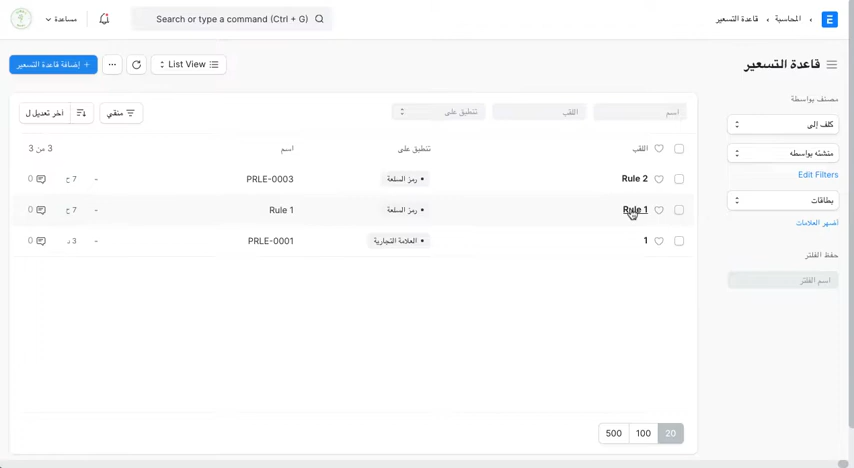 E
المحاسبة
قاعدة التسعير
Search or type a command (Ctrl + G)
مساعدة
قاعدة التسعير
List View
...
+ إضافة قاعدة التسعير
مصنف بواسطة
كلف إلى
منشئه بواسطه
Edit Filters
بطاقات
حفظ الفلتر
اسم الفلتر
اسم
اللقب
تنطبق على
منقي
آخر تعديل ل
اللقب
تنطبق على
اسم
3 من 3
Rule 2
• رمز السلعة
PRLE-0003
-
7 ح
0
Rule 1
• رمز السلعة
Rule 1
-
7 ح
0
1
• العلامة التجارية
PRLE-0001
-
3 د
0
20
100
500